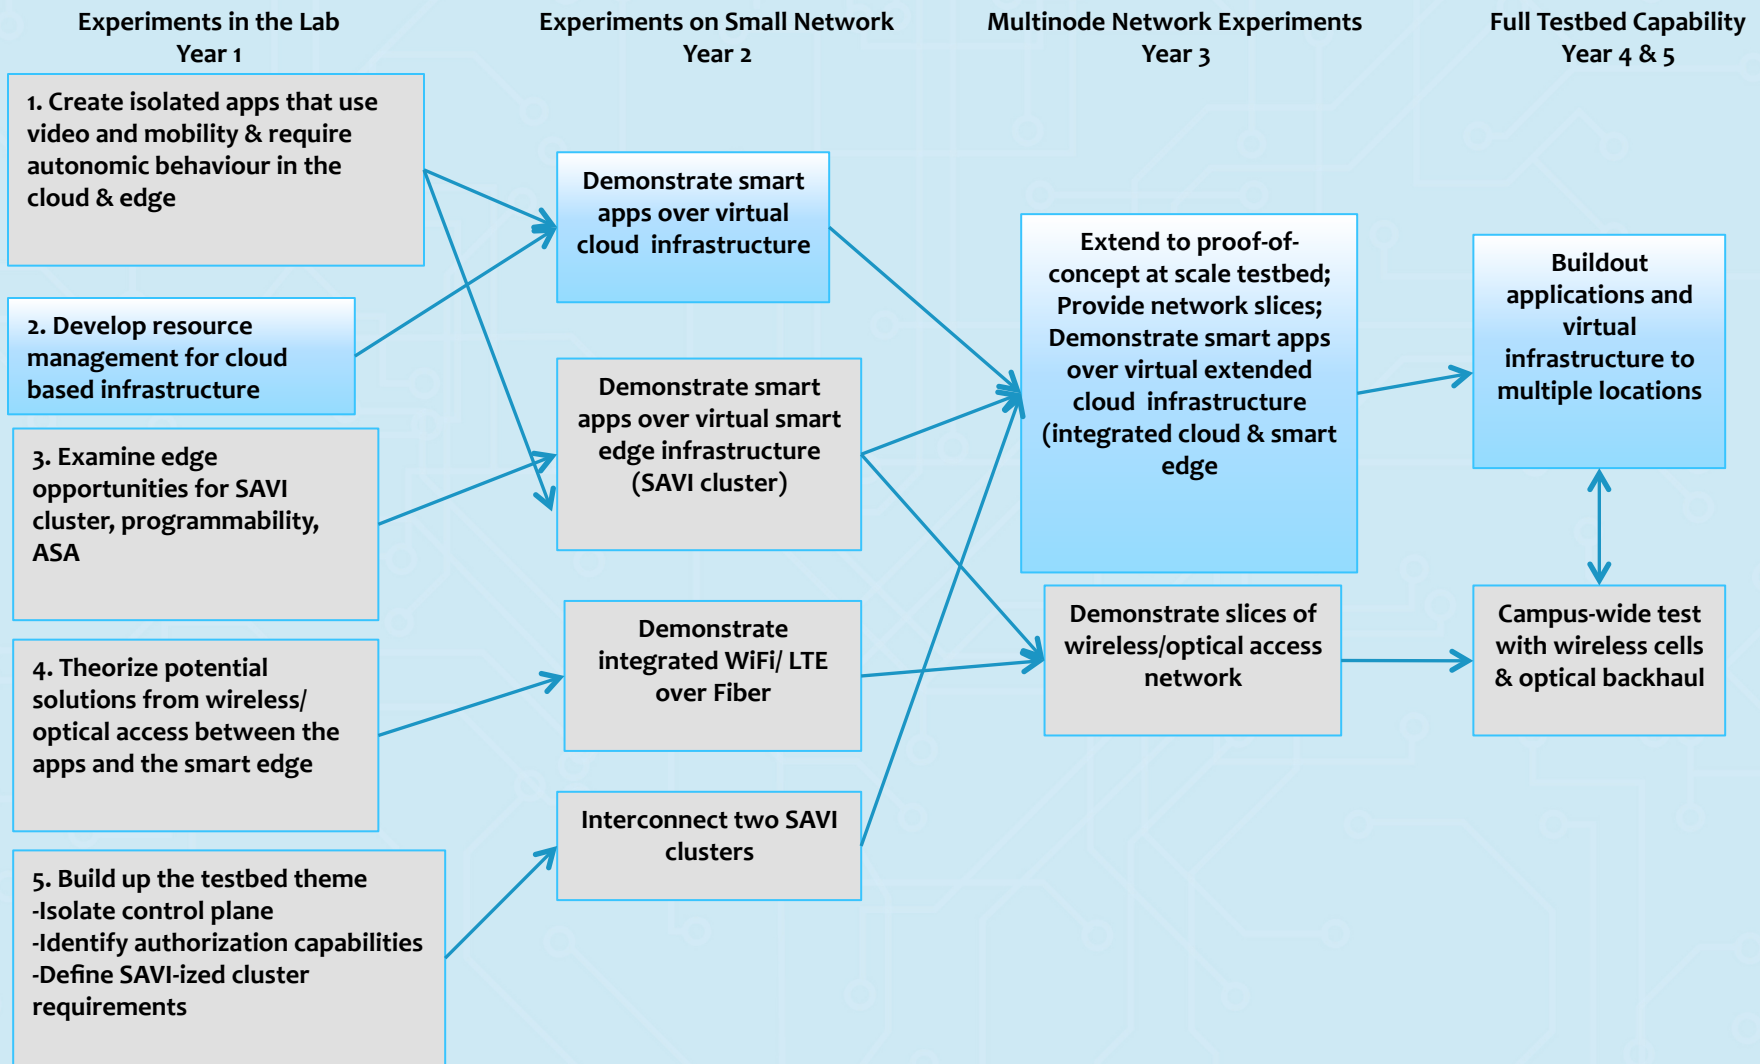 Experiments in the Lab
Year 1
Experiments on Small Network
Year 2
Multinode Network Experiments
Year 3
Full Testbed Capability
Year 4 & 5
1. Create isolated apps that use
video and mobility & require
autonomic behaviour in the
cloud & edge
2. Develop resource
management for cloud
based infrastructure
3. Examine edge
opportunities for SAVI
cluster, programmability,
ASA
4. Theorize potential
solutions from wireless/
optical access between the
apps and the smart edge
5. Build up the testbed theme
-Isolate control plane
-Identify authorization capabilities
-Define SAVI-ized cluster
requirements
Demonstrate smart
apps over virtual
cloud infrastructure
Demonstrate smart
apps over virtual smart
edge infrastructure
(SAVI cluster)
Demonstrate
integrated WiFi/ LTE
over Fiber
Interconnect two SAVI
clusters
Extend to proof-of-
concept at scale testbed;
Provide network slices;
Demonstrate smart apps
over virtual extended
cloud infrastructure
(integrated cloud & smart
edge
Demonstrate slices of
wireless/optical access
network
Buildout
applications and
virtual
infrastructure to
multiple locations
Campus-wide test
with wireless cells
& optical backhaul